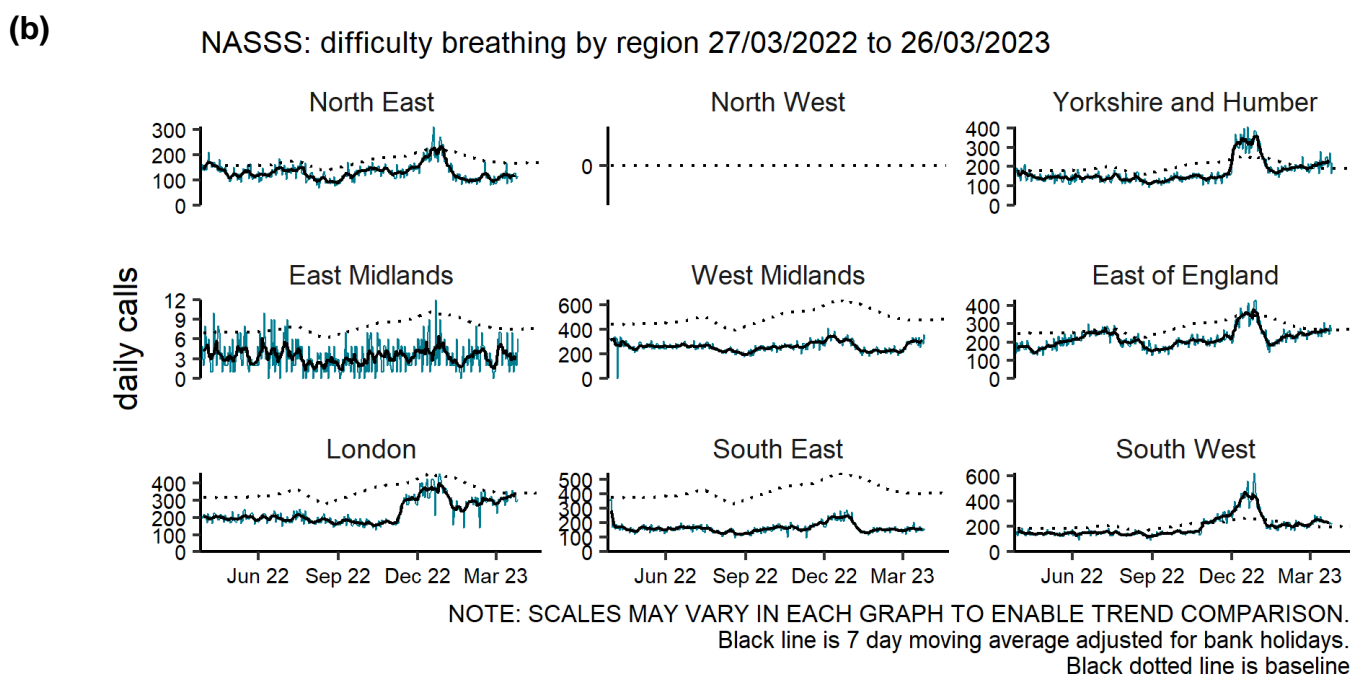 (b)
NASSS: difficulty breathing by region 27/03/2022 to 26/03/2023
North East
North West
Yorkshire and Humber
300
200
100
0
0
400
300
200
100
0
East Midlands
West Midlands
East of England
daily calls
12
9
6
3
0
600
400
200
0
400
300
200
100
0
London
South East
South West
400
300
200
100
0
500
400
300
200
100
0
600
400
200
0
Jun 22 Sep 22 Dec 22 Mar 23
Jun 22 Sep 22 Dec 22 Mar 23
Jun 22 Sep 22 Dec 22 Mar 23
NOTE: SCALES MAY VARY IN EACH GRAPH TO ENABLE TREND COMPARISON.
Black line is 7 day moving average adjusted for bank holidays.
Black dotted line is baseline